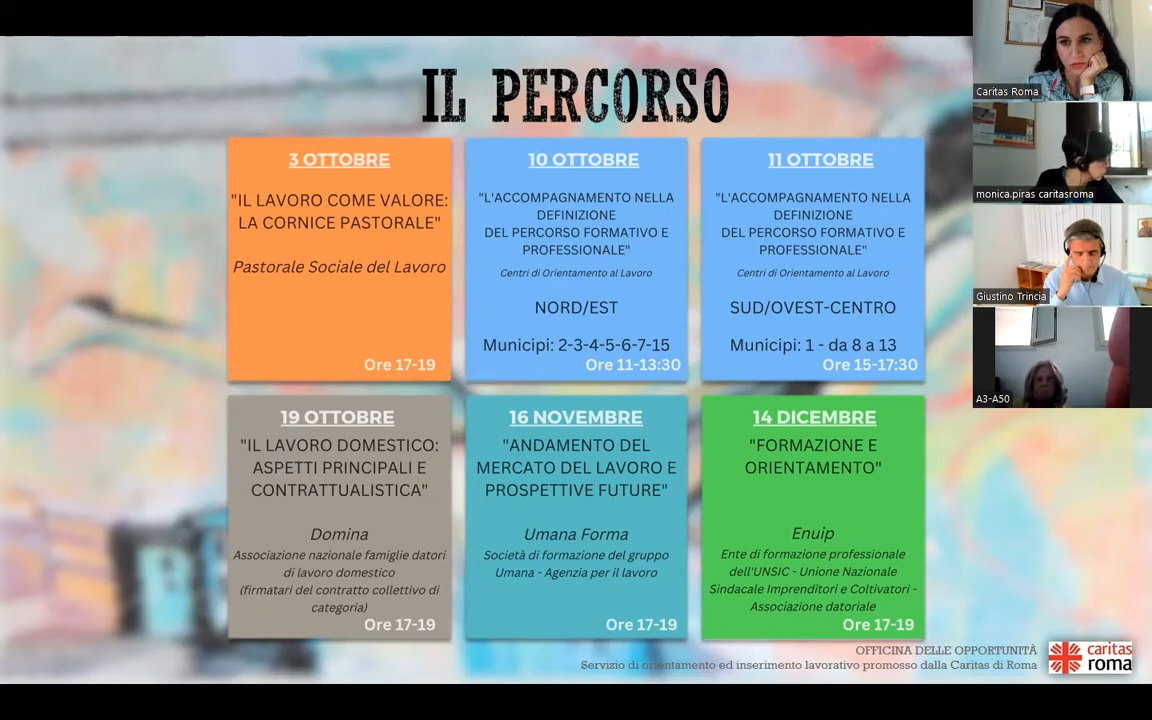 IL PERCORSO
3 OTTOBRE
"IL LAVORO COME VALORE:
LA CORNICE PASTORALE"
Pastorale Sociale del Lavoro
Ore 17-19
10 OTTOBRE
"L'ACCOMPAGNAMENTO NELLA
DEFINIZIONE
DEL PERCORSO FORMATIVO E
PROFESSIONALE"
Centri di Orientamento al Lavoro
NORD/EST
Municipi: 2-3-4-5-6-7-15
Ore 11-13:30
11 OTTOBRE
"L'ACCOMPAGNAMENTO NELLA
DEFINIZIONE
DEL PERCORSO FORMATIVO E
PROFESSIONALE"
Centri di Orientamento al Lavoro
SUD/OVEST-CENTRO
Municipi: 1 - da 8 a 13
Ore 15-17:30
19 OTTOBRE
"IL LAVORO DOMESTICO:
ASPETTI PRINCIPALI E
CONTRATTUALISTICA"
Domina
Associazione nazionale famiglie datori
di lavoro domestico
(firmatari del contratto collettivo di
categoria)
Ore 17-19
16 NOVEMBRE
"ANDAMENTO DEL
MERCATO DEL LAVORO E
PROSPETTIVE FUTURE"
Umana Forma
Società di formazione del gruppo
Umana - Agenzia per il lavoro
Ore 17-19
14 DICEMBRE
"FORMAZIONE E
ORIENTAMENTO"
Enuip
Ente di formazione professionale
dell'UNSIC - Unione Nazionale
Sindacale Imprenditori e Coltivatori -
Associazione datoriale
Ore 17-19
OFFICINA DELLE OPPORTUNITÀ
Servizio di orientamento ed inserimento lavorativo promosso dalla Caritas di Roma
caritas
roma
Caritas Roma
monica.piras caritasroma
Giustino Trincia
A3-A50